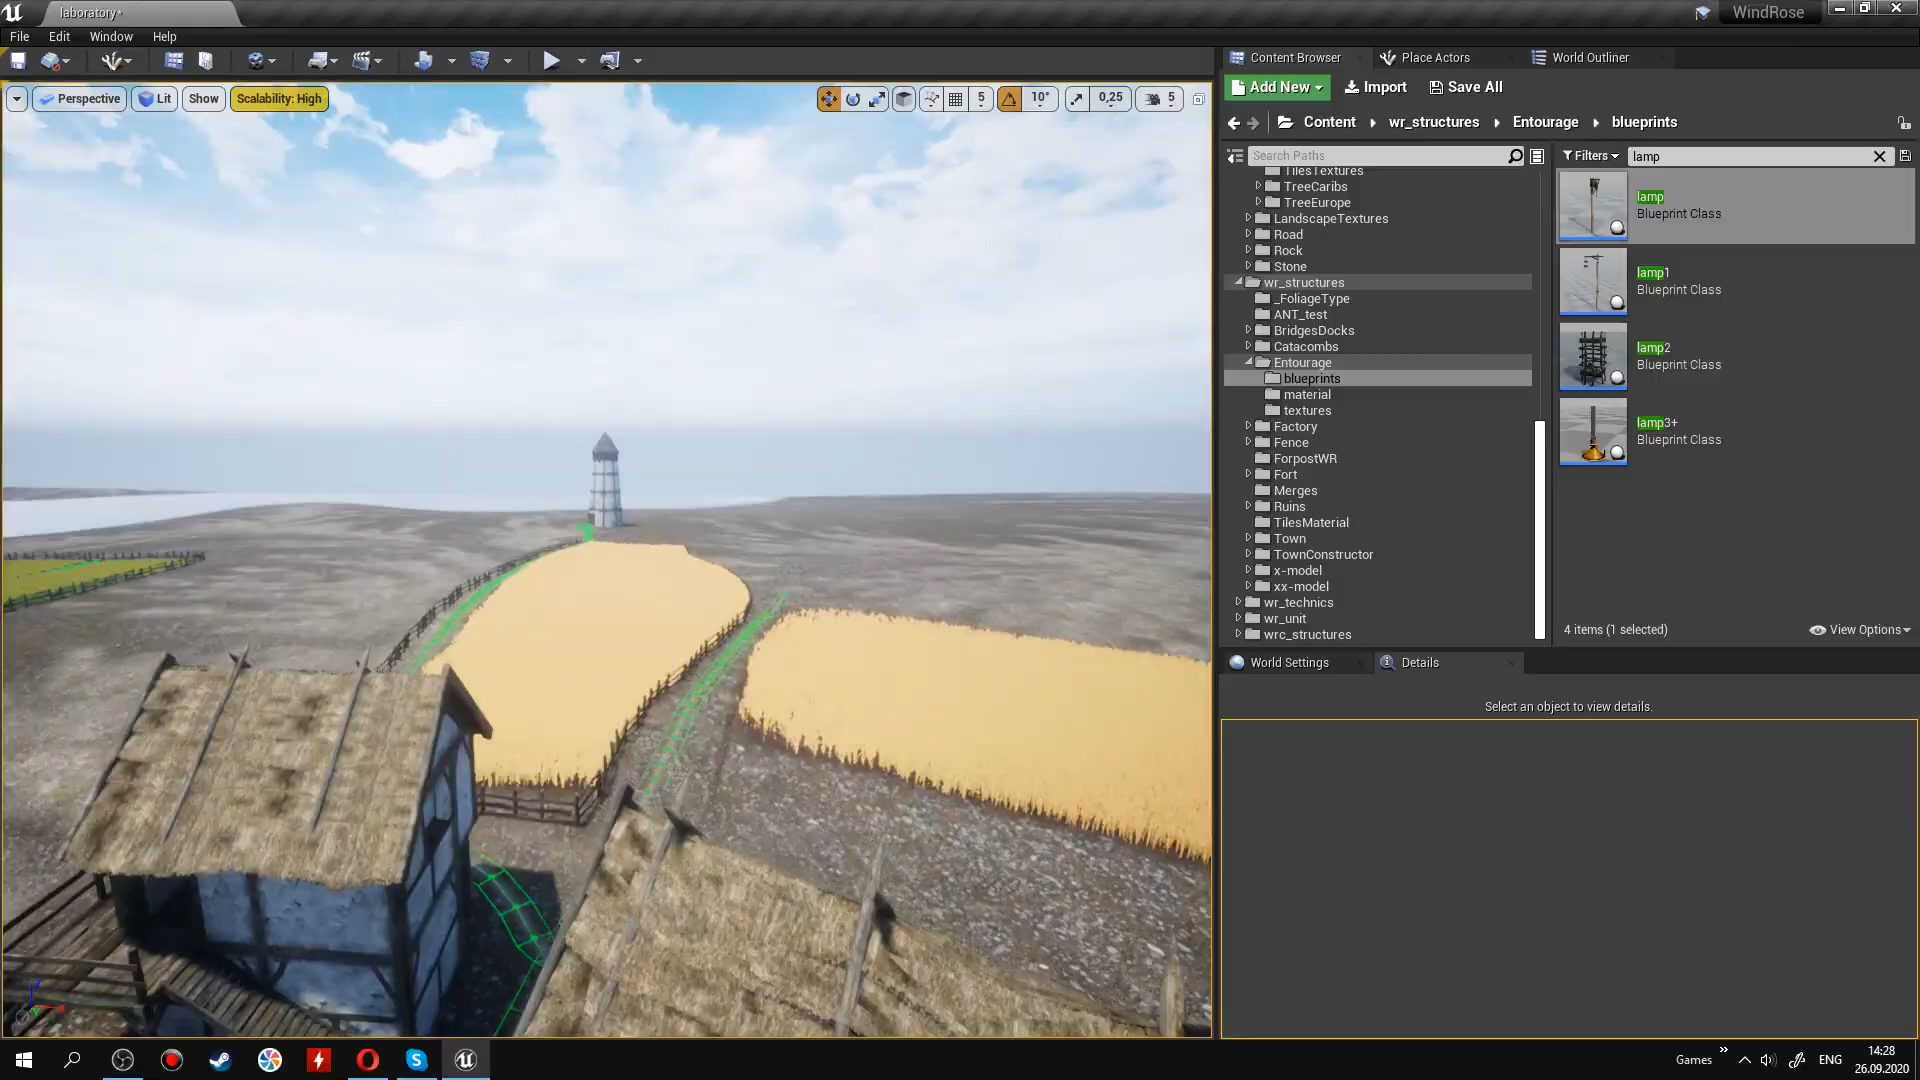 laboratory*
WindRose
File Edit Window Help
Perspective Lit Show Scalability: High 5 10° 0,25 5
Content Browser Place Actors World Outliner
Add New Import Save All
Content wr_structures Entourage blueprints
Search Paths
Filters lamp
TilesTextures
TreeCaribs
TreeEurope
LandscapeTextures
Road
Rock
Stone
wr_structures
_FoliageType
ANT_test
BridgesDocks
Catacombs
Entourage
blueprints
material
textures
Factory
Fence
ForpostWR
Fort
Merges
Ruins
TilesMaterial
Town
TownConstructor
x-model
xx-model
wr_technics
wr_unit
wrc_structures
lamp
Blueprint Class
lamp1
Blueprint Class
lamp2
Blueprint Class
lamp3+
Blueprint Class
4 items (1 selected) View Options
World Settings Details
Select an object to view details.
Games ENG 14:28
26.09.2020